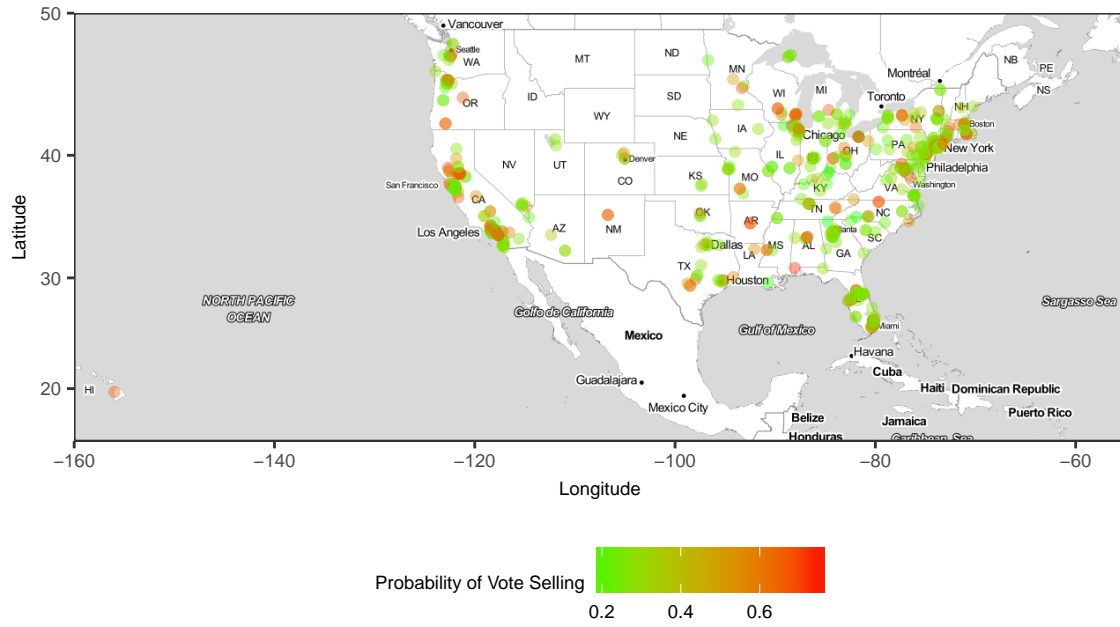 50
40
30
20
Latitude
Vancouver
Seattle
WA
MT
ND
MN
Montréal
NB
PE
NS
OR
ID
SD
WI
MI
Toronto
NH
NY
Boston
WY
NE
IA
Chicago
IL
OH
PA
New York
Philadelphia
NV
UT
Denver
CO
KS
MO
KY
VA
Washington
San Francisco
CA
Los Angeles
AZ
NM
OK
AR
TN
NC
SC
Dallas
MS
AL
GA
LA
TX
Houston
NORTH PACIFIC
OCEAN
Golfo de California
Mexico
Gulf of Mexico
Miami
Sargasso Sea
Havana
Cuba
HI
Guadalajara
Mexico City
Haiti
Dominican Republic
Puerto Rico
Belize
Jamaica
Honduras
Caribbean Sea
−160
−140
−120
−100
−80
−60
Longitude
Probability of Vote Selling
0.2
0.4
0.6